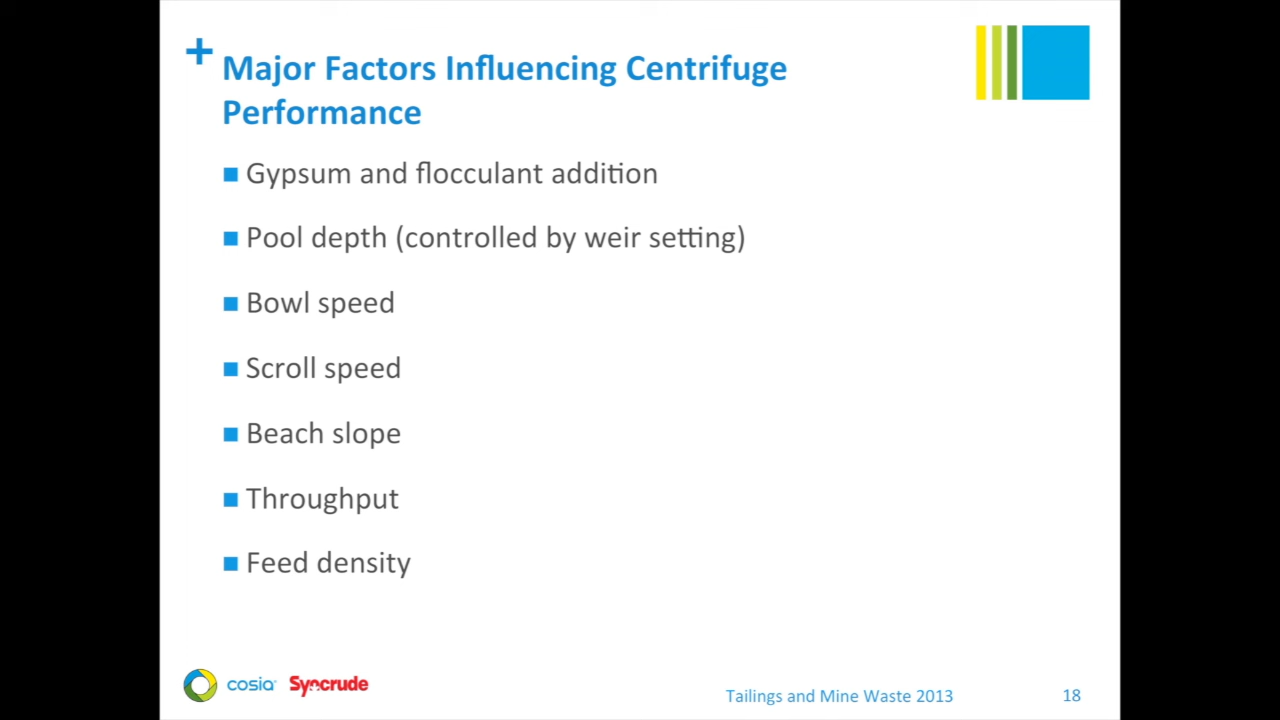 + Major Factors Influencing Centrifuge
Performance
Gypsum and flocculant addition
Pool depth (controlled by weir setting)
Bowl speed
Scroll speed
Beach slope
Throughput
Feed density
cosia Syncrude
Tailings and Mine Waste 2013 18